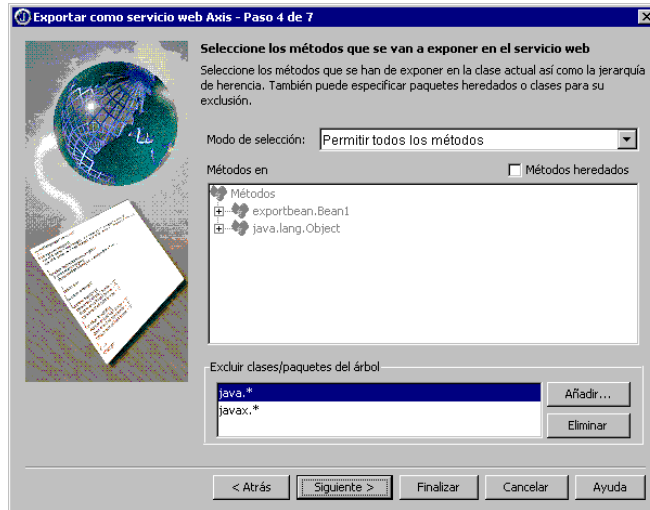 Exportar como servicio web Axis - Paso 4 de 7
Seleccione los métodos que se van a exponer en el servicio web
Seleccione los métodos que se han de exponer en la clase actual así como la jerarquía
de herencia. También puede especificar paquetes heredados o clases para su
exclusión.
Modo de selección: Permitir todos los métodos
Métodos en Métodos heredados
Métodos
exportbean.Bean1
java.lang.Object
Excluir clases/paquetes del árbol
java.*
javax.*
Añadir...
Eliminar
< Atrás Siguiente > Finalizar Cancelar Ayuda